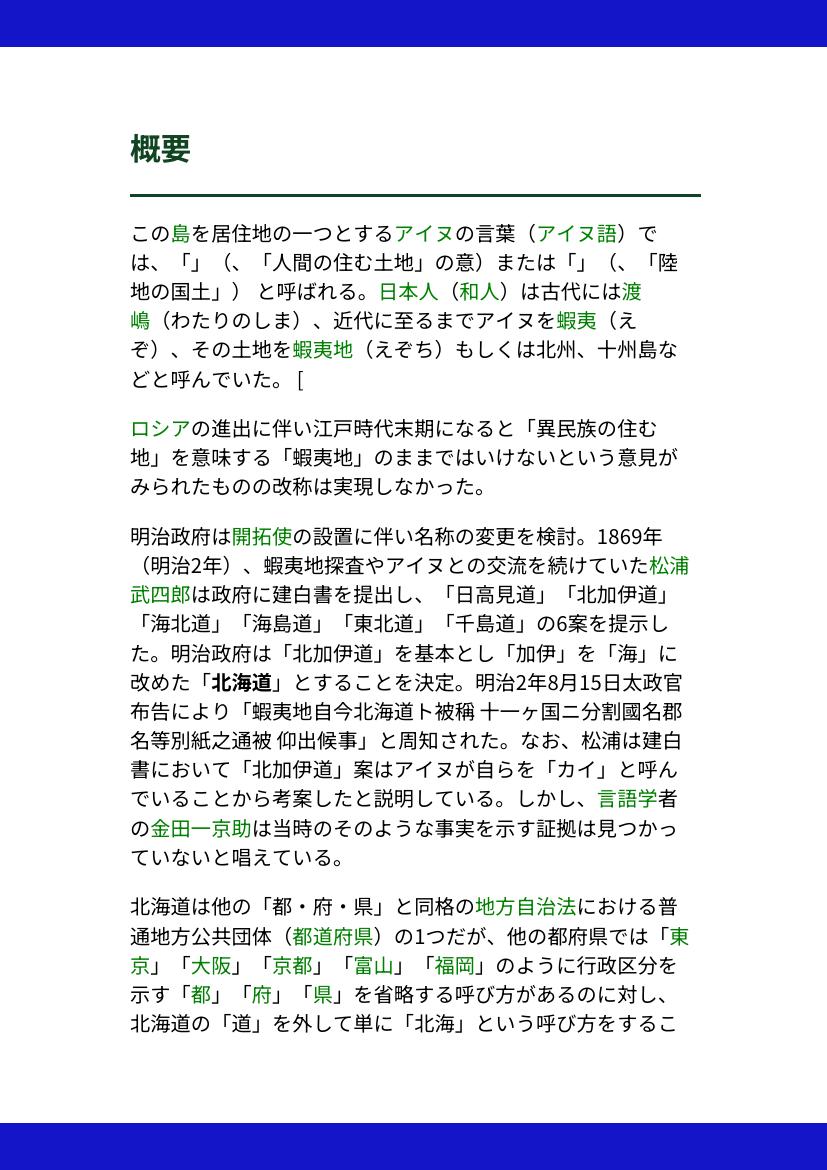 概要
この島を居住地の一つとするアイヌの言葉（アイヌ語）で
は、「」（、「人間の住む土地」の意）または「」（、「陸
地の国土」） と呼ばれる。日本人（和人）は古代には渡
嶋（わたりのしま）、近代に至るまでアイヌを蝦夷（え
ぞ）、その土地を蝦夷地（えぞち）もしくは北州、十州島な
どと呼んでいた。 [
ロシアの進出に伴い江戸時代末期になると「異民族の住む
地」を意味する「蝦夷地」のままではいけないという意見が
みられたものの改称は実現しなかった。
明治政府は開拓使の設置に伴い名称の変更を検討。1869年
（明治2年）、蝦夷地探査やアイヌとの交流を続けていた松浦
武四郎は政府に建白書を提出し、「日高見道」「北加伊道」
「海北道」「海島道」「東北道」「千島道」の6案を提示し
た。明治政府は「北加伊道」を基本とし「加伊」を「海」に
改めた「北海道」とすることを決定。明治2年8月15日太政官
布告により「蝦夷地自今北海道ト被稱 十一ヶ国ニ分割國名郡
名等別紙之通被 仰出候事」と周知された。なお、松浦は建白
書において「北加伊道」案はアイヌが自らを「カイ」と呼ん
でいることから考案したと説明している。しかし、言語学者
の金田一京助は当時のそのような事実を示す証拠は見つかっ
ていないと唱えている。
北海道は他の「都・府・県」と同格の地方自治法における普
通地方公共団体（都道府県）の1つだが、他の都府県では「東
京」「大阪」「京都」「富山」「福岡」のように行政区分を
示す「都」「府」「県」を省略する呼び方があるのに対し、
北海道の「道」を外して単に「北海」という呼び方をするこ